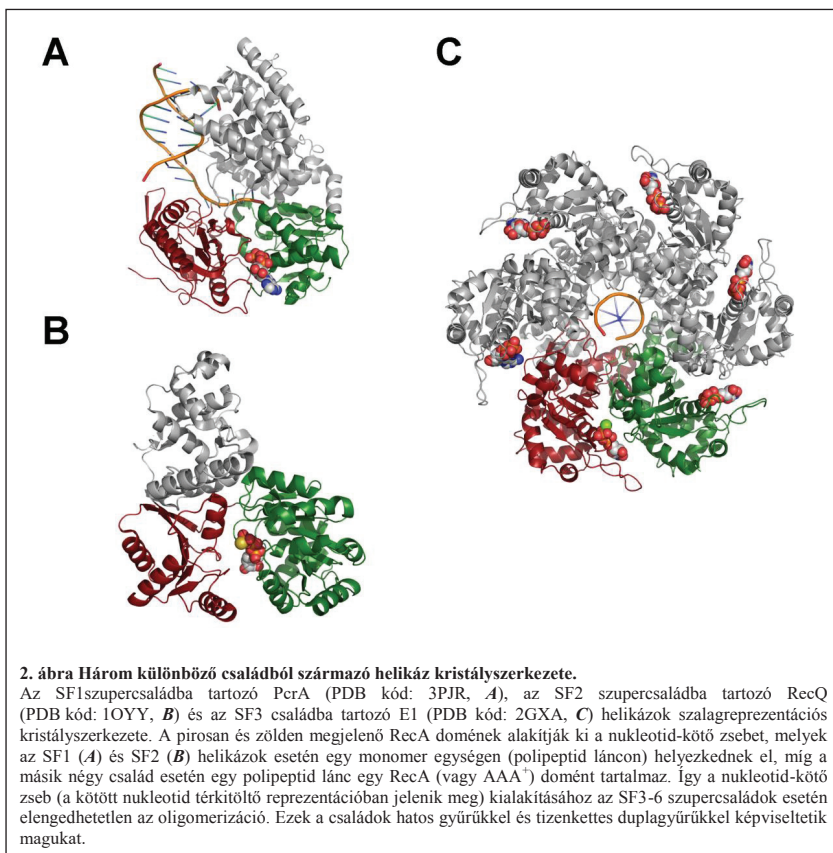 A
C
B
2. ábra Három különböző családból származó helikáz kristályszerkezete.
Az SF1szupercsaládba tartozó PcrA (PDB kód: 3PJR, A), az SF2 szupercsaládba tartozó RecQ
(PDB kód: 1OYY, B) és az SF3 családba tartozó E1 (PDB kód: 2GXA, C) helikázok szalagreprezentációs
kristályszerkezete. A pirosan és zölden megjelenő RecA domének alakítják ki a nukleotid-kötő zsebet, melyek
az SF1 (A) és SF2 (B) helikázok esetén egy monomer egységen (polipeptid láncon) helyezkednek el, míg a
másik négy család esetén egy polipeptid lánc egy RecA (vagy AAA+) domént tartalmaz. Így a nukleotid-kötő
zseb (a kötött nukleotid térkitöltő reprezentációban jelenik meg) kialakításához az SF3-6 szupercsaládok esetén
elengedhetetlen az oligomerizáció. Ezek a családok hatos gyűrűkkel és tizenkettes duplagyűrűkkel képviseltetik
magukat.